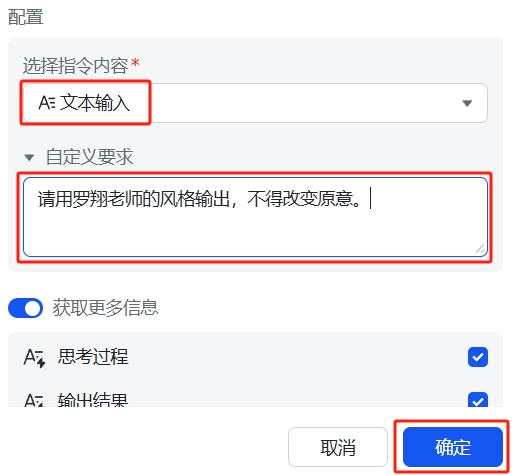 配置
选择指令内容*
文本输入
自定义要求
请用罗翔老师的风格输出，不得改变原意。
获取更多信息
思考过程
输出结果
取消
确定